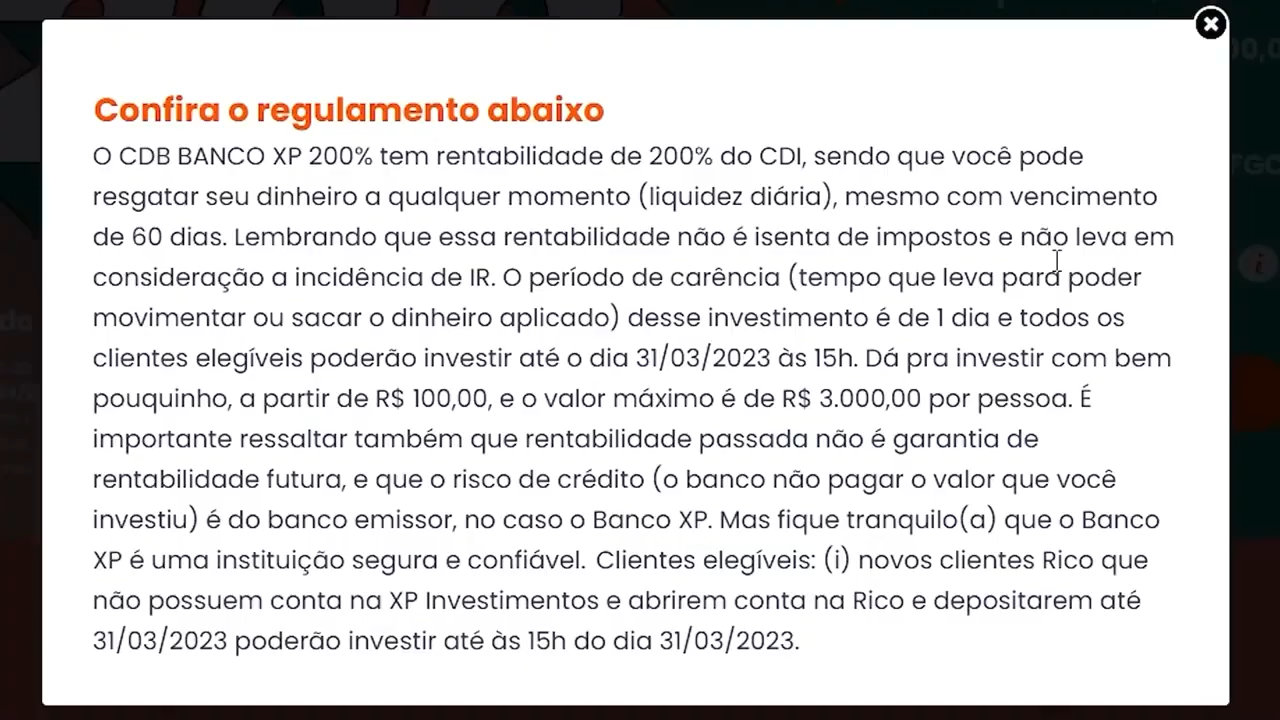 Confira o regulamento abaixo
O CDB BANCO XP 200% tem rentabilidade de 200% do CDI, sendo que você pode
resgatar seu dinheiro a qualquer momento (liquidez diária), mesmo com vencimento
de 60 dias. Lembrando que essa rentabilidade não é isenta de impostos e não leva em
consideração a incidência de IR. O período de carência (tempo que leva para poder
movimentar ou sacar o dinheiro aplicado) desse investimento é de 1 dia e todos os
clientes elegíveis poderão investir até o dia 31/03/2023 às 15h. Dá pra investir com bem
pouquinho, a partir de R$ 100,00, e o valor máximo é de R$ 3.000,00 por pessoa. É
importante ressaltar também que rentabilidade passada não é garantia de
rentabilidade futura, e que o risco de crédito (o banco não pagar o valor que você
investiu) é do banco emissor, no caso o Banco XP. Mas fique tranquilo(a) que o Banco
XP é uma instituição segura e confiável. Clientes elegíveis: (i) novos clientes Rico que
não possuem conta na XP Investimentos e abrirem conta na Rico e depositarem até
31/03/2023 poderão investir até às 15h do dia 31/03/2023.